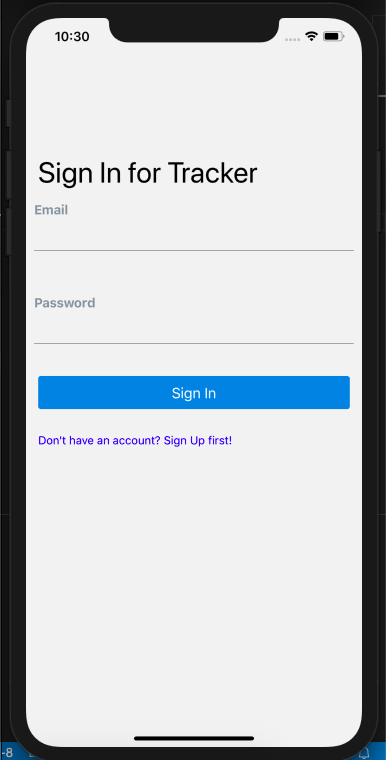 10:30
Sign In for Tracker
Email
Password
Sign In
Don't have an account? Sign Up first!
-8